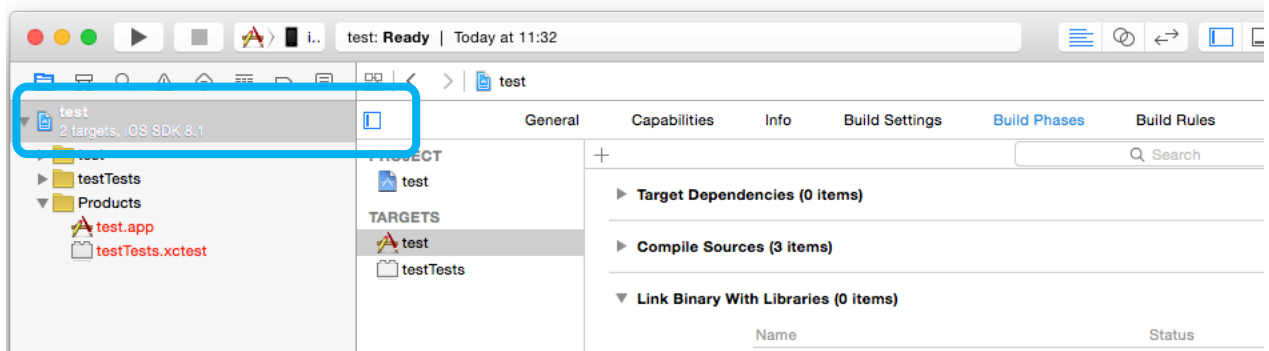 i.. test: Ready | Today at 11:32
test
test
2 targets, iOS SDK 8.1
General Capabilities Info Build Settings Build Phases Build Rules
test
testTests
Products
test.app
testTests.xctest
PROJECT
test
TARGETS
test
testTests
Search
Target Dependencies (0 items)
Compile Sources (3 items)
Link Binary With Libraries (0 items)
Name Status